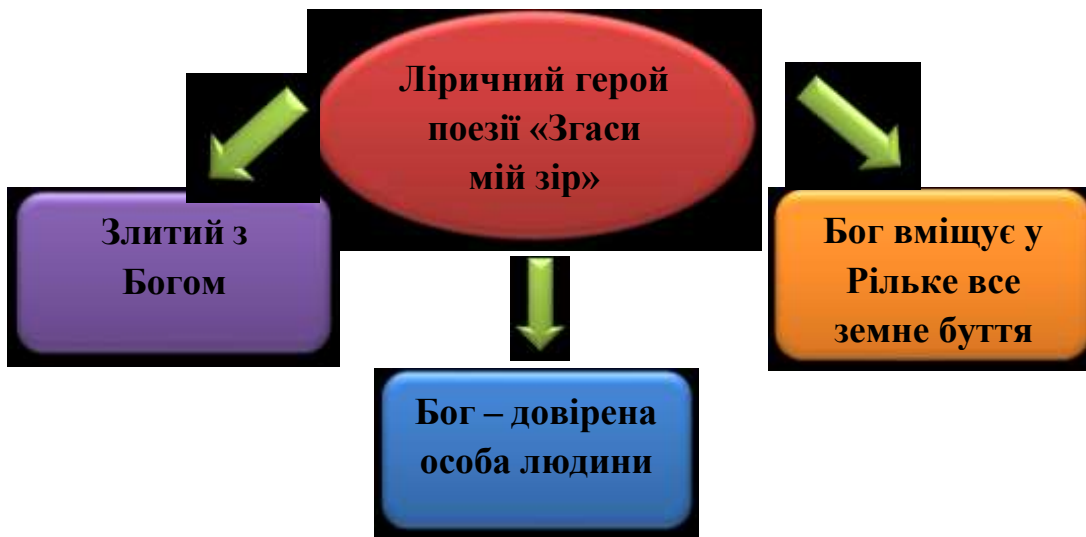 Ліричний герой
поезії «Згаси
мій зір»
Злитий з
Богом
Бог – довірена
особа людини
Бог вміщує у
Рільке все
земне буття